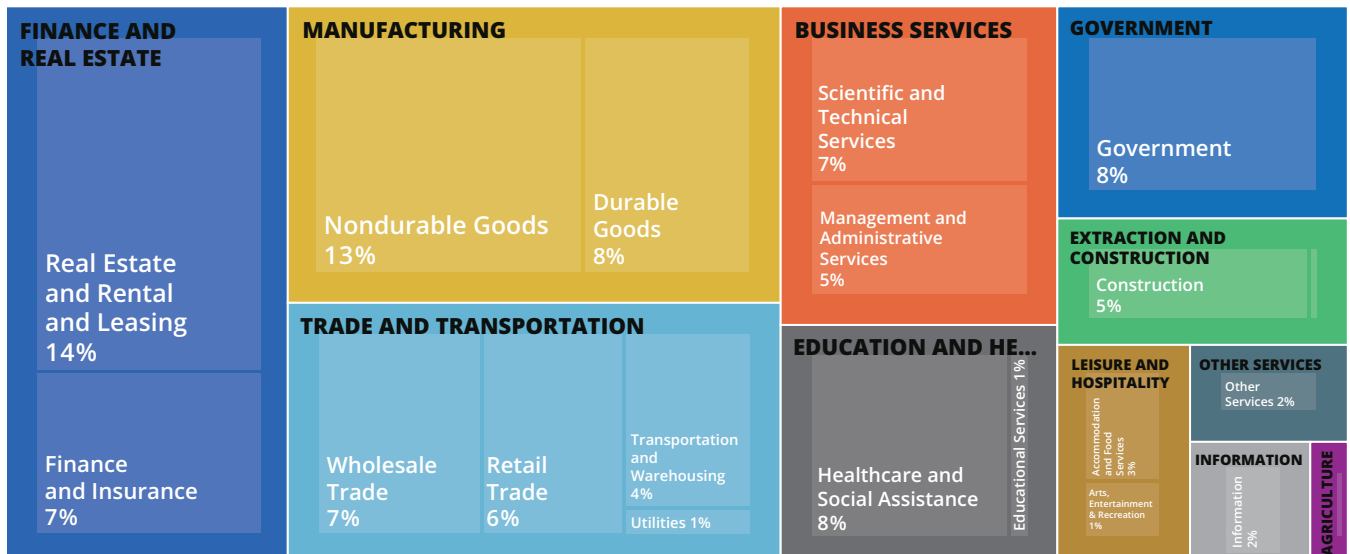 FINANCE AND
REAL ESTATE
Real Estate
and Rental
and Leasing
14%
Finance
and Insurance
7%
MANUFACTURING
Nondurable Goods
13%
Durable
Goods
8%
TRADE AND TRANSPORTATION
Wholesale
Trade
7%
Retail
Trade
6%
Transportation
and
Warehousing
4%
Utilities 1%
BUSINESS SERVICES
Scientific and
Technical
Services
7%
Management and
Administrative
Services
5%
EDUCATION AND HE...
Healthcare and
Social Assistance
8%
Educational Services 1%
GOVERNMENT
Government
8%
EXTRACTION AND
CONSTRUCTION
Construction
5%
LEISURE AND
HOSPITALITY
Accommodation
and Food
Services
3%
Arts,
Entertainment
& Recreation
1%
OTHER SERVICES
Other
Services 2%
INFORMATION
Information
2%
AGRICULTURE